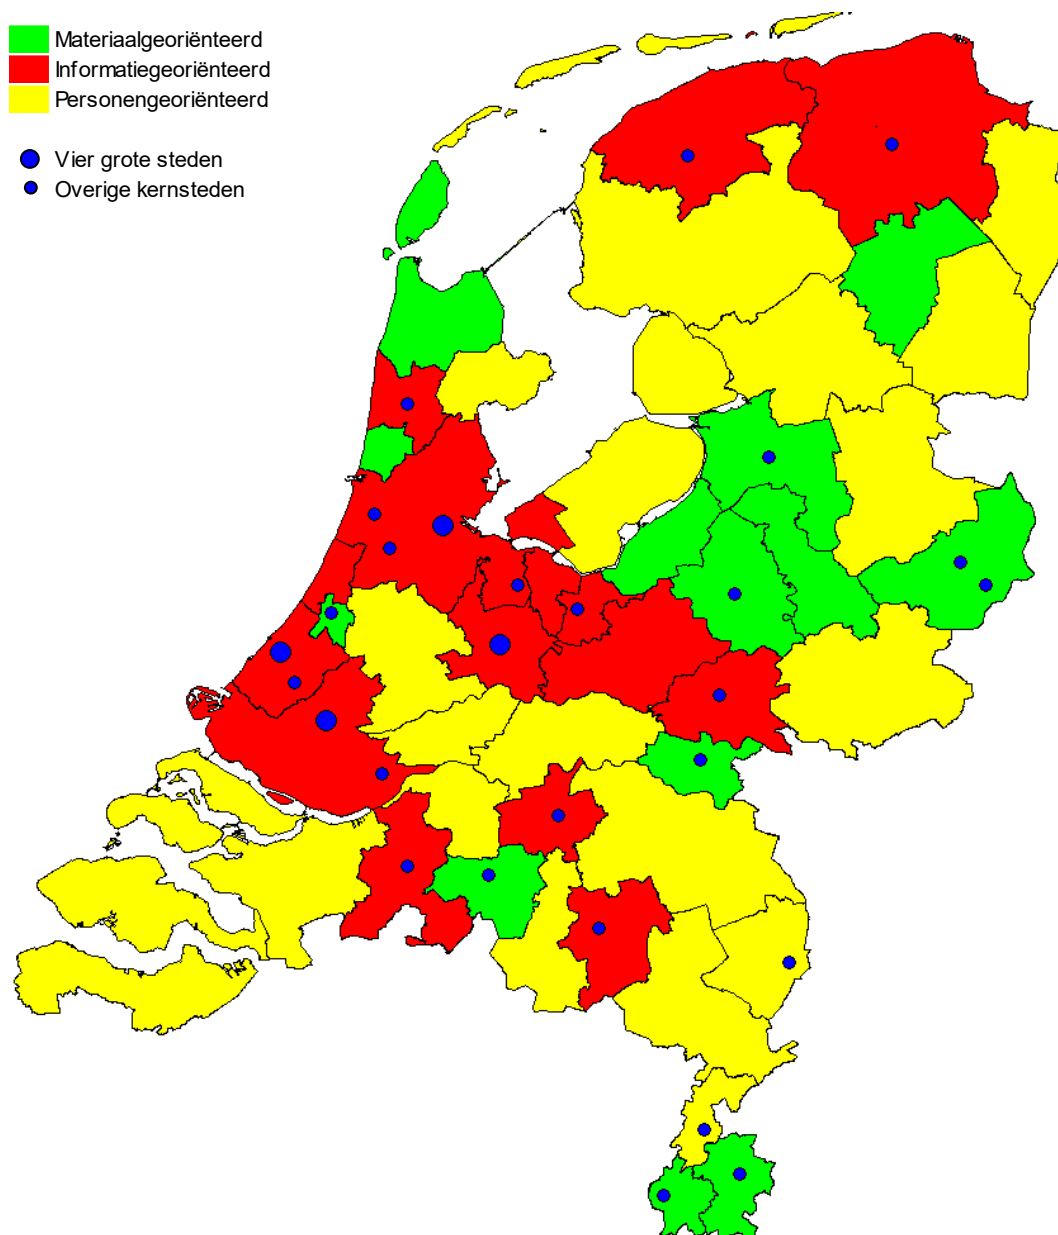 Materiaalgeoriënteerd
Informatiegeoriënteerd
Personengeoriënteerd
Vier grote steden
Overige kernsteden